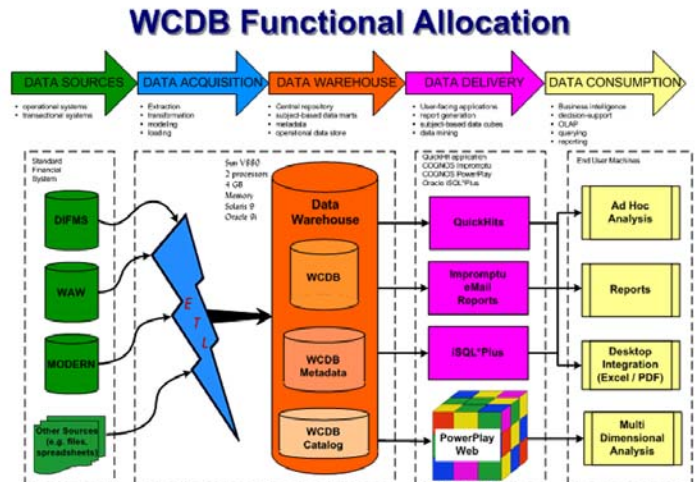 WCDB Functional Allocation
DATA SOURCES
DATA ACQUISITION
DATA WAREHOUSE
DATA DELIVERY
DATA CONSUMPTION
• operational systems
• transactional systems
• Extraction
• transformation
• modeling
• loading
• Central repository
• subject-based data marts
• metadata
• operational data store
• User-facing applications
• report generation
• subject-based data cubes
• data mining
• Business intelligence
• decision-support
• OLAP
• querying
• reporting
Standard
Financial
System
DIFMS
WAW
MODERN
Other Sources
(e.g. files,
spreadsheets)
E
T
L
Sun V880
2 processors
4 GB
Memory
Solaris 9
Oracle 9i
Data
Warehouse
WCDB
WCDB
Metadata
WCDB
Catalog
QuickHit application
COGNOS Impromptu
COGNOS PowerPlay
Oracle iSQL*Plus
QuickHits
Impromptu
eMail
Reports
iSQL*Plus
PowerPlay
Web
End User Machines
Ad Hoc
Analysis
Reports
Desktop
Integration
(Excel / PDF)
Multi
Dimensional
Analysis